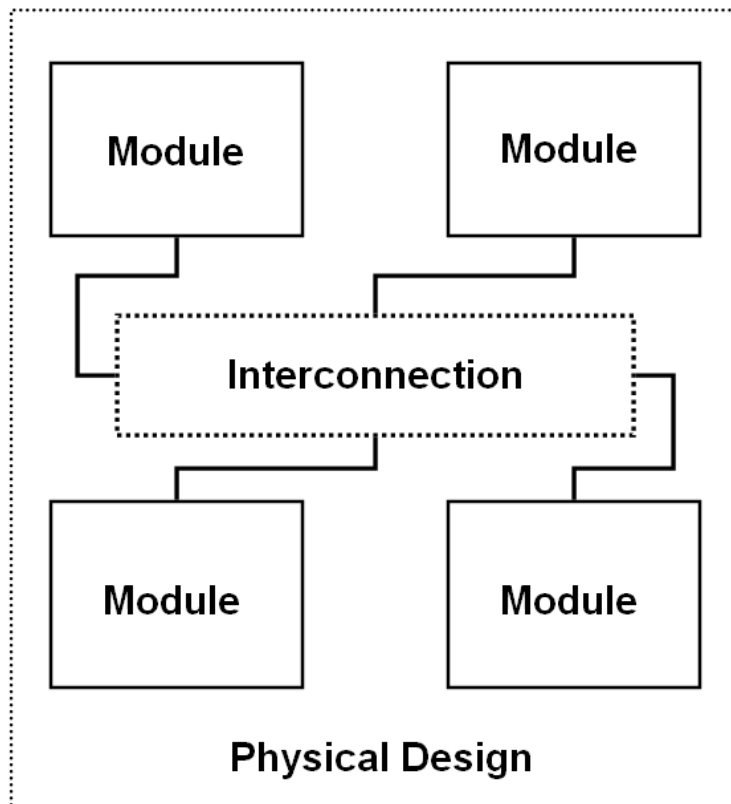 Module
Module
Interconnection
Module
Module
Physical Design